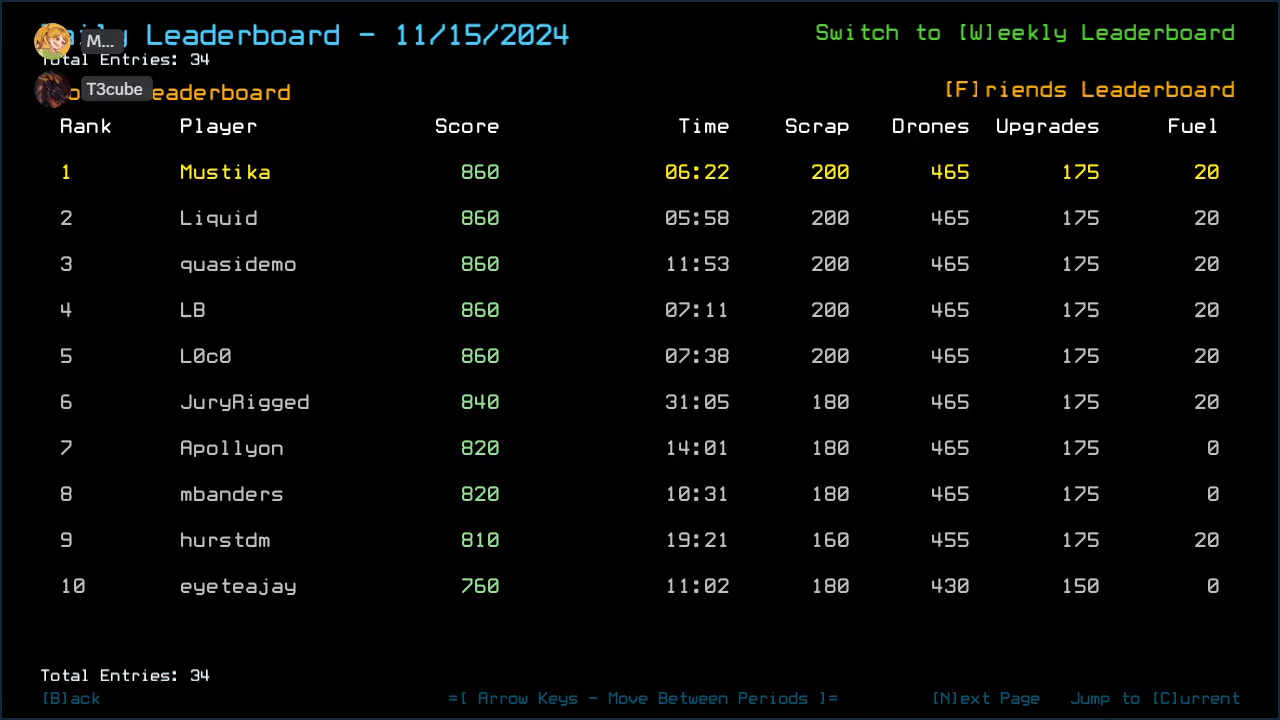 Daily Leaderboard - 11/15/2024 Switch to [W]eekly Leaderboard
M...
Total Entries: 34
T3cube
Leaderboard [F]riends Leaderboard
Rank Player Score Time Scrap Drones Upgrades Fuel
1 Mustika 860 06:22 200 465 175 20
2 Liquid 860 05:58 200 465 175 20
3 quasidemo 860 11:53 200 465 175 20
4 LB 860 07:11 200 465 175 20
5 L0c0 860 07:38 200 465 175 20
6 JuryRigged 840 31:05 180 465 175 20
7 Apollyon 820 14:01 180 465 175 0
8 mbanders 820 10:31 180 465 175 0
9 hurstdm 810 19:21 160 455 175 20
10 eyeteajay 760 11:02 180 430 150 0
Total Entries: 34
[B]ack =[ Arrow Keys - Move Between Periods ]= [N]ext Page Jump to [C]urrent